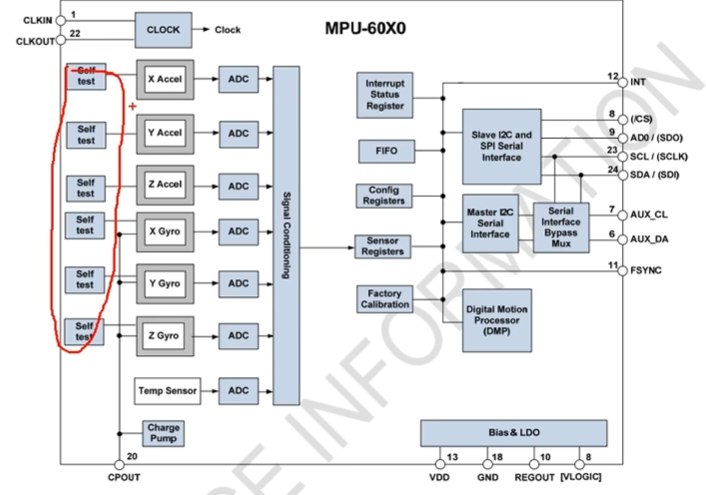 MPU-60X0
CLKIN
1
CLKOUT
22
CLOCK
Clock
Self
test
X Accel
ADC
Self
test
Y Accel
ADC
Self
test
Z Accel
ADC
Self
test
X Gyro
ADC
Self
test
Y Gyro
ADC
Self
test
Z Gyro
ADC
Temp Sensor
ADC
Signal Conditioning
Charge
Pump
20
CPOUT
Interrupt
Status
Register
FIFO
Config
Registers
Sensor
Registers
Factory
Calibration
Slave I2C and
SPI Serial
Interface
Master I2C
Serial
Interface
Serial
Interface
Bypass
Mux
Digital Motion
Processor
(DMP)
12
INT
8
(/CS)
9
AD0 / (SDO)
23
SCL / (SCLK)
24
SDA / (SDI)
7
AUX_CL
6
AUX_DA
11
FSYNC
Bias & LDO
13
VDD
18
GND
10
REGOUT
8
[VLOGIC]
INFORMATION